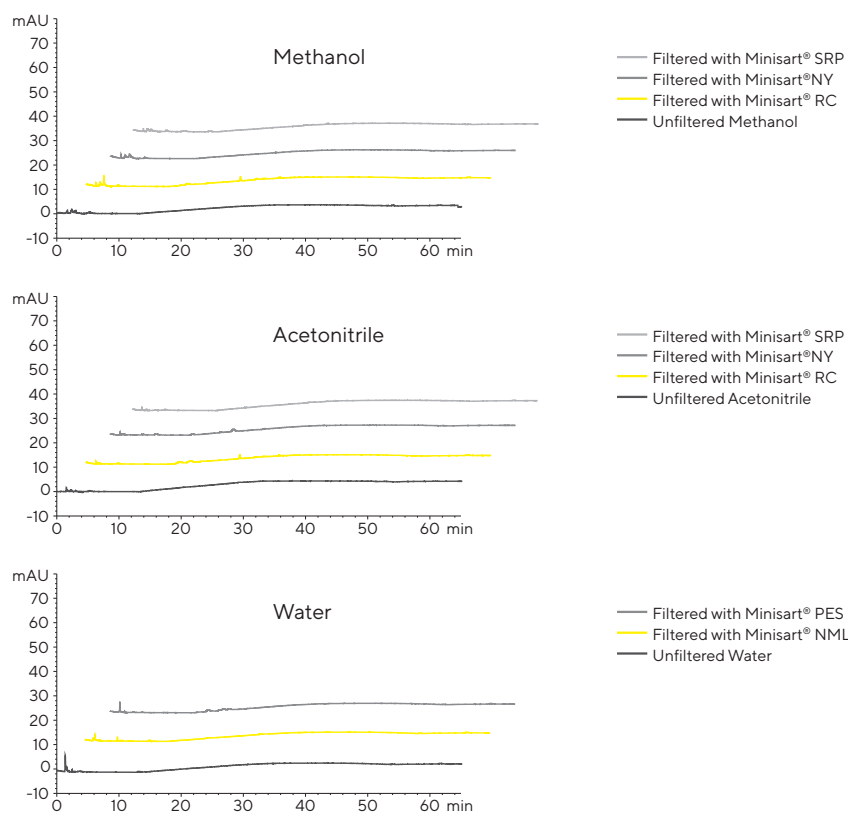 mAU
70
60
50
40
30
20
10
0
-10
0 10 20 30 40 50 60 min
Methanol
Filtered with Minisart® SRP
Filtered with Minisart®NY
Filtered with Minisart® RC
Unfiltered Methanol
mAU
70
60
50
40
30
20
10
0
-10
0 10 20 30 40 50 60 min
Acetonitrile
Filtered with Minisart® SRP
Filtered with Minisart®NY
Filtered with Minisart® RC
Unfiltered Acetonitrile
mAU
70
60
50
40
30
20
10
0
-10
0 10 20 30 40 50 60 min
Water
Filtered with Minisart® PES
Filtered with Minisart® NML
Unfiltered Water